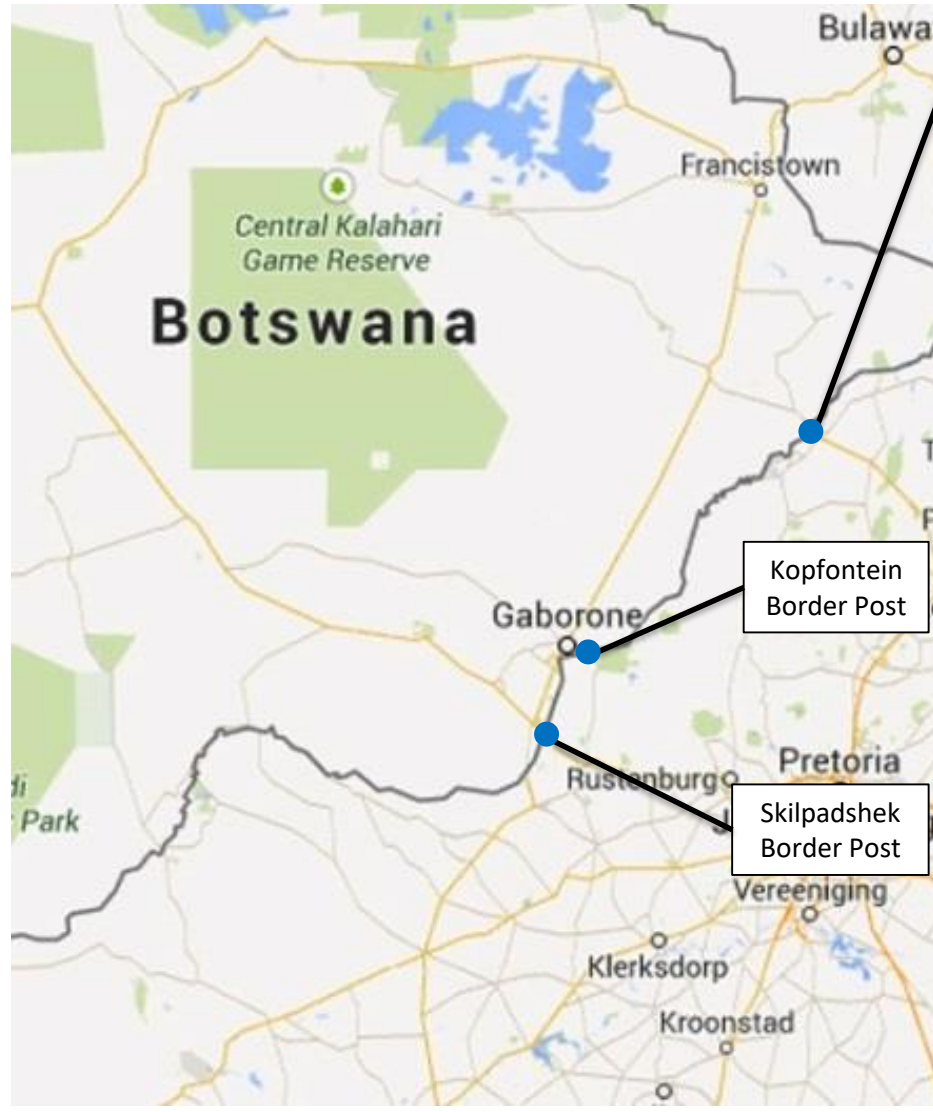 Bulawa
Francistown
Central Kalahari
Game Reserve
Botswana
T
P
Kopfontein
Border Post
Gaborone
Pretoria
Rustenburg
di
Park
Skilpadshek
Border Post
J
Vereeniging
Klerksdorp
Kroonstad